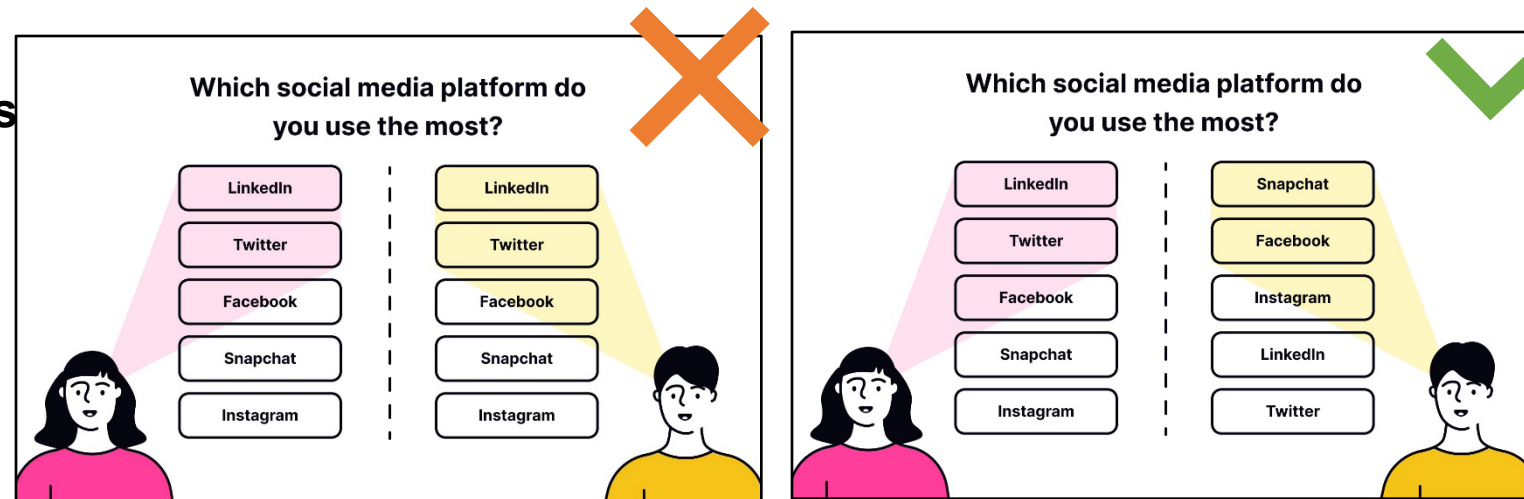 s
Which social media platform do
you use the most?
LinkedIn
Twitter
Facebook
Snapchat
Instagram
LinkedIn
Twitter
Facebook
Snapchat
Instagram
Which social media platform do
you use the most?
LinkedIn
Twitter
Facebook
Snapchat
Instagram
Snapchat
Facebook
Instagram
LinkedIn
Twitter